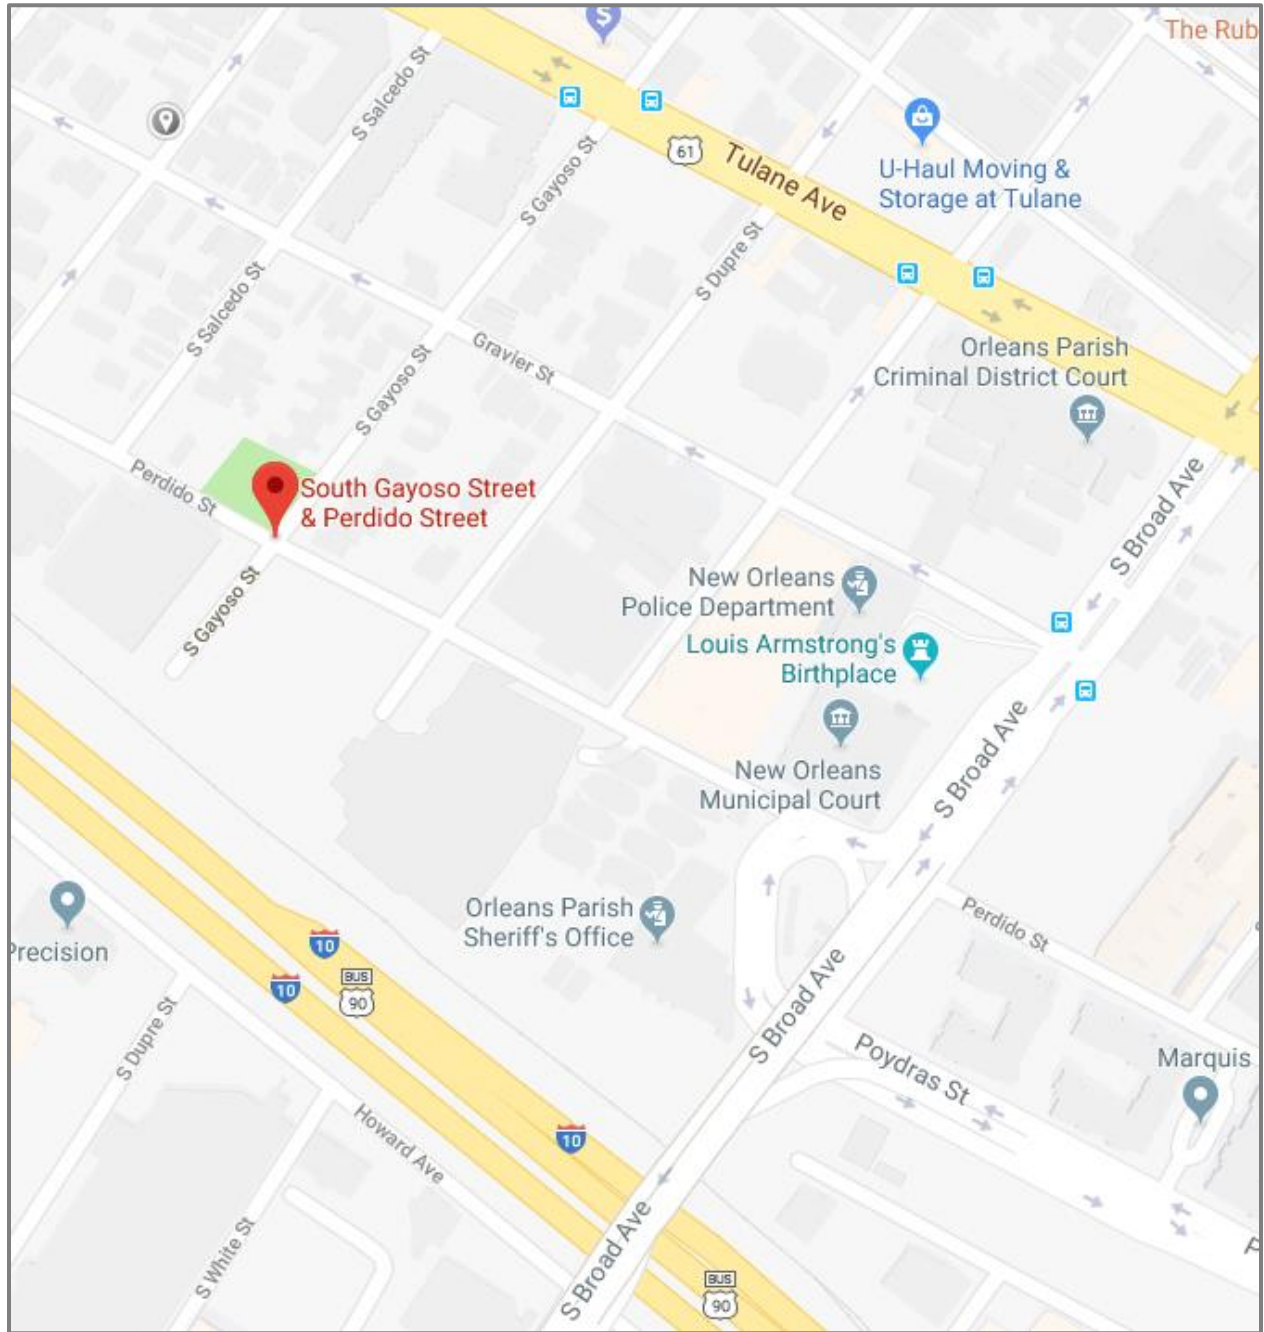 $
The Rub
S Salcedo St
61
Tulane Ave
U-Haul Moving &
Storage at Tulane
S Gayoso St
S Dupre St
S Salcedo St
Gravier St
S Gayoso St
Orleans Parish
Criminal District Court
Perdido St
South Gayoso Street
& Perdido Street
S Broad Ave
S Gayoso St
New Orleans
Police Department
Louis Armstrong's
Birthplace
New Orleans
Municipal Court
S Broad Ave
Precision
Orleans Parish
Sheriff's Office
Perdido St
10
10
BUS
90
S Broad Ave
S Dupre St
Poydras St
Marquis
Howard Ave
10
S White St
S Broad Ave
BUS
90
P